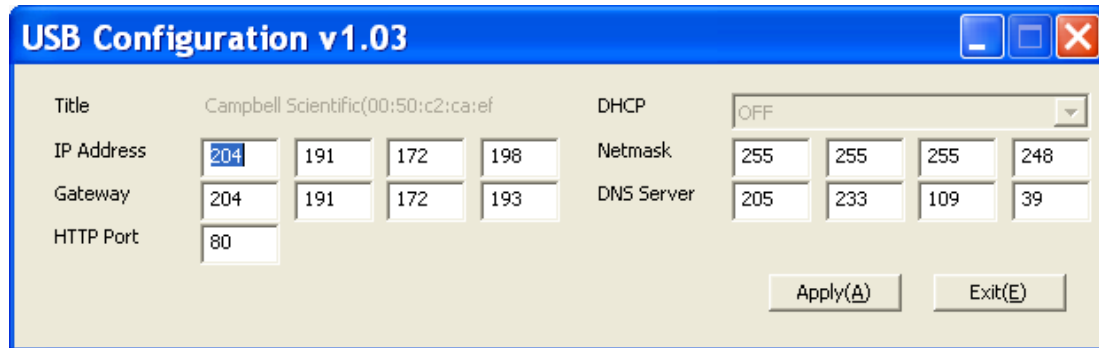 USB Configuration v1.03
Title Campbell Scientific(00:50:c2:ca:ef DHCP OFF
IP Address 204 191 172 198 Netmask 255 255 255 248
Gateway 204 191 172 193 DNS Server 205 233 109 39
HTTP Port 80
Apply(A) Exit(E)